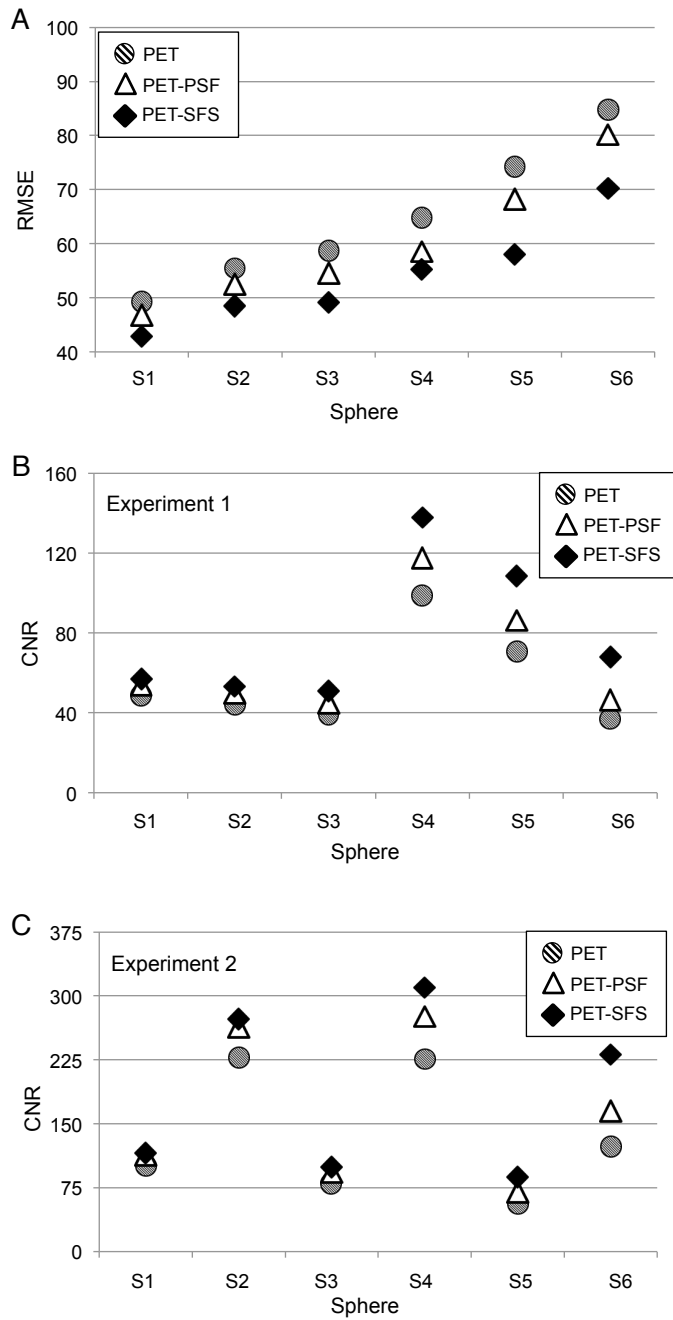 A
100
90
80
70
60
50
40
RMSE
PET
PET-PSF
PET-SFS
S1 S2 S3 S4 S5 S6
Sphere
B
160
120
80
40
0
CNR
Experiment 1
PET
PET-PSF
PET-SFS
S1 S2 S3 S4 S5 S6
Sphere
C
375
300
225
150
75
0
CNR
Experiment 2
PET
PET-PSF
PET-SFS
S1 S2 S3 S4 S5 S6
Sphere